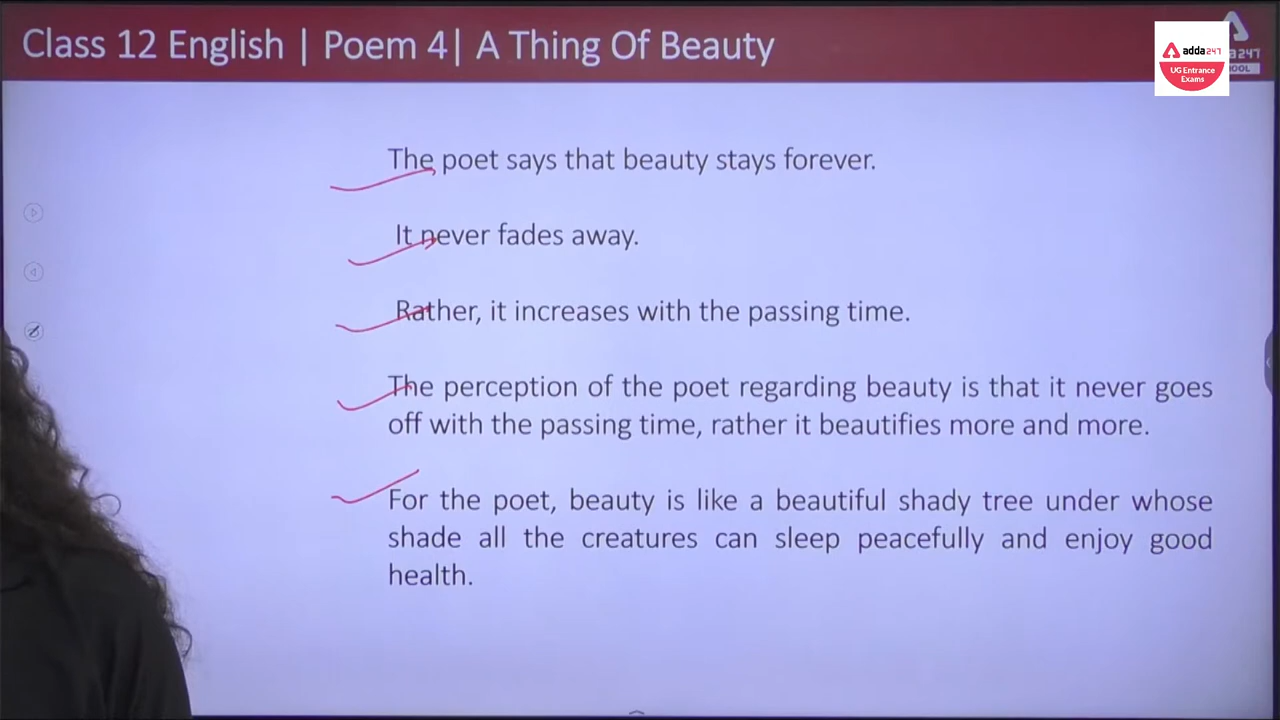 Class 12 English | Poem 4| A Thing Of Beauty
adda247
UG Entrance
Exams
a247
OOL
The poet says that beauty stays forever.
It never fades away.
Rather, it increases with the passing time.
The perception of the poet regarding beauty is that it never goes
off with the passing time, rather it beautifies more and more.
For the poet, beauty is like a beautiful shady tree under whose
shade all the creatures can sleep peacefully and enjoy good
health.